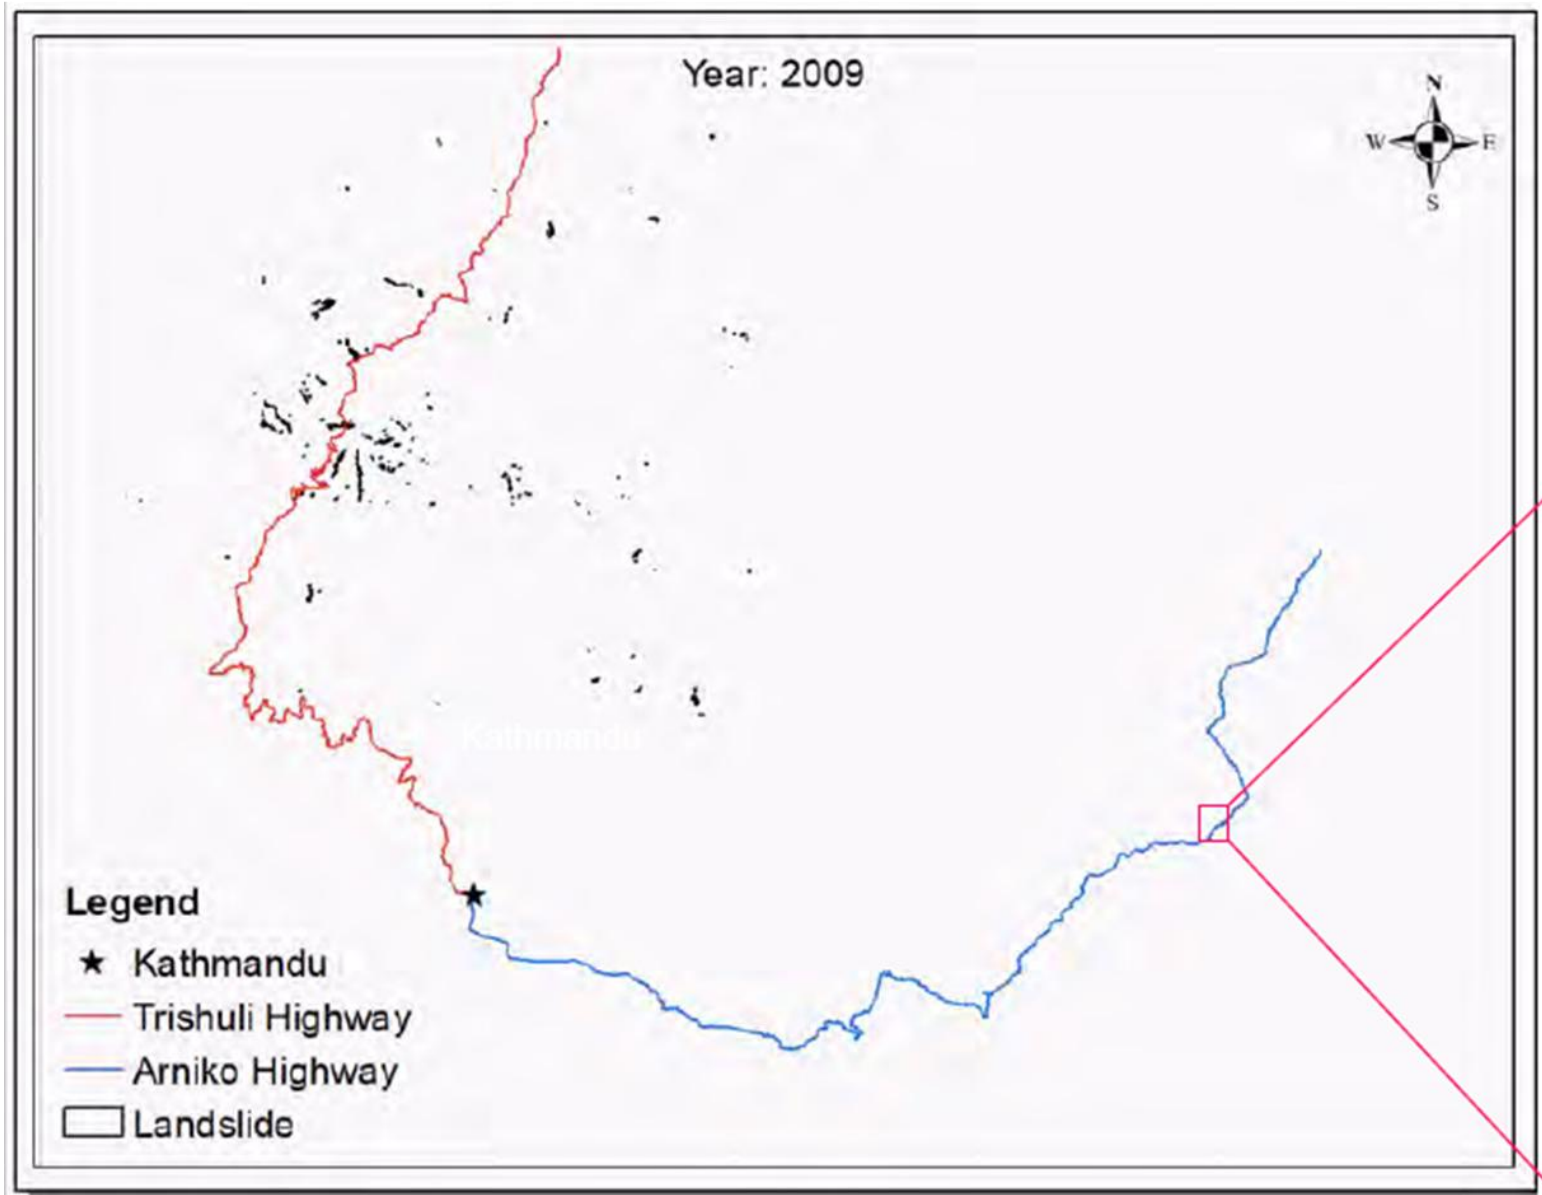 Year: 2009
N
W E
S
Kathmandu
Legend
Kathmandu
Trishuli Highway
Arniko Highway
Landslide